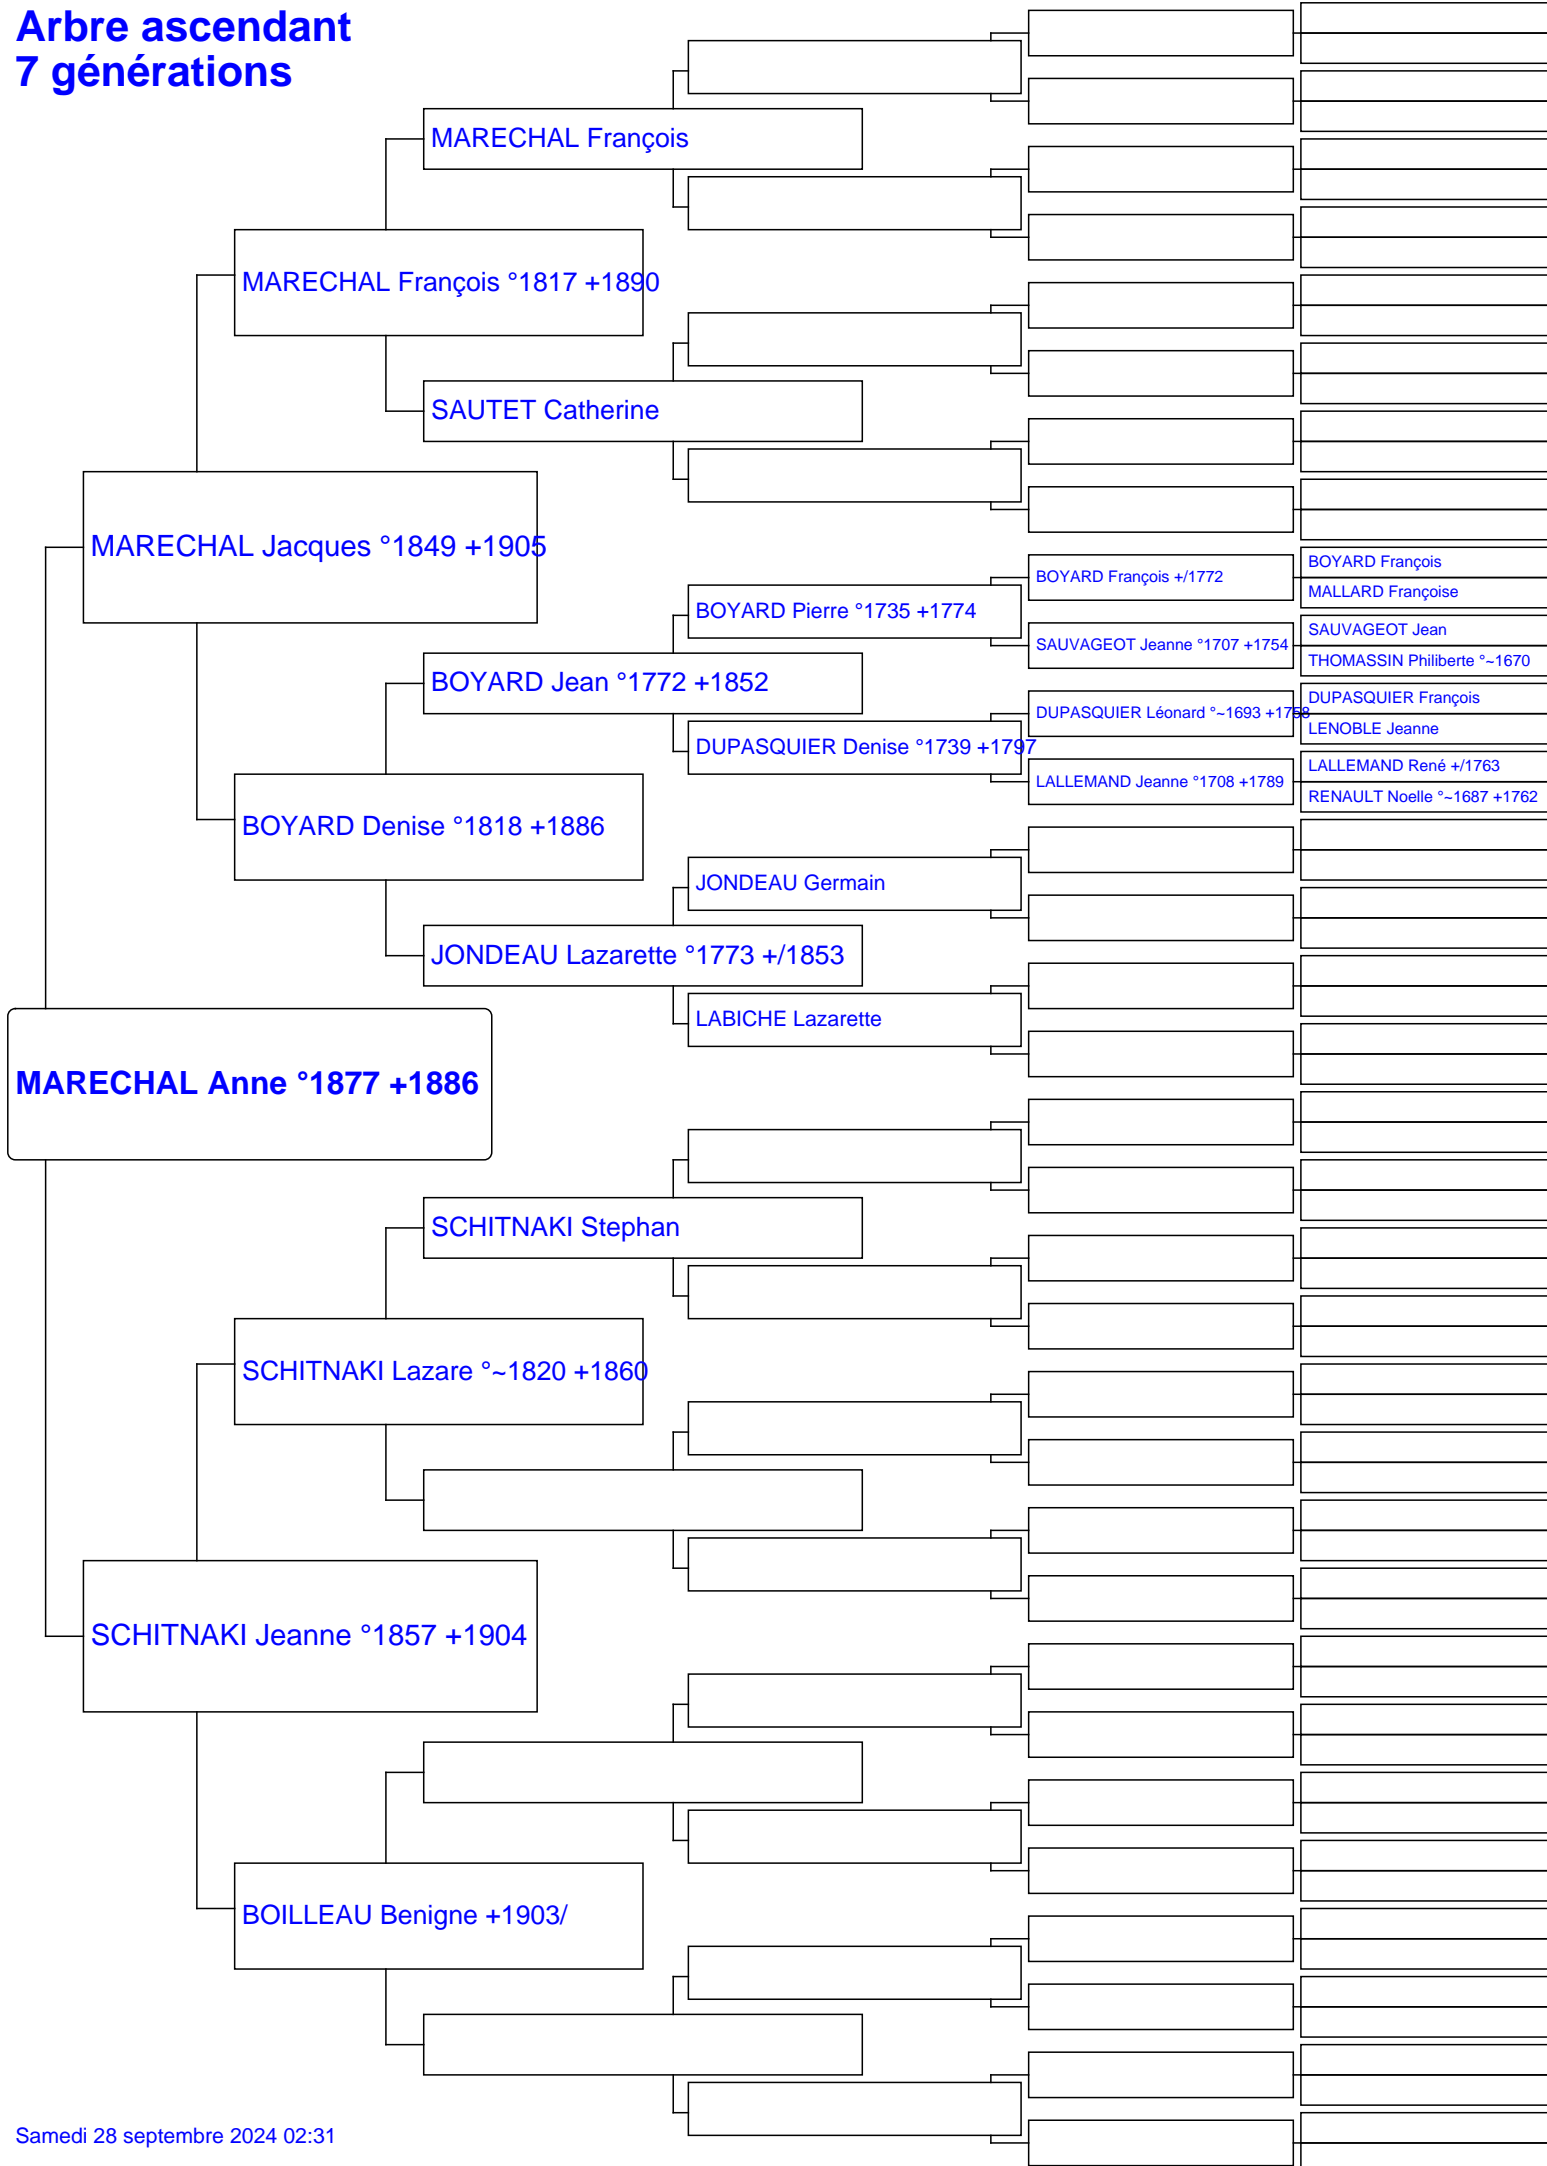 Arbre ascendant
7 générations
MARECHAL François
MARECHAL François °1817 +1890
SAUTET Catherine
MARECHAL Jacques °1849 +1905
BOYARD François
BOYARD François +/1772
MALLARD Françoise
BOYARD Pierre °1735 +1774
SAUVAGEOT Jean
SAUVAGEOT Jeanne °1707 +1754
THOMASSIN Philiberte °~1670
BOYARD Jean °1772 +1852
DUPASQUIER François
DUPASQUIER Léonard °~1693 +1758
LENOBLE Jeanne
DUPASQUIER Denise °1739 +1797
LALLEMAND René +/1763
LALLEMAND Jeanne °1708 +1789
RENAULT Noelle °~1687 +1762
BOYARD Denise °1818 +1886
JONDEAU Germain
JONDEAU Lazarette °1773 +/1853
LABICHE Lazarette
MARECHAL Anne °1877 +1886
SCHITNAKI Stephan
SCHITNAKI Lazare °~1820 +1860
SCHITNAKI Jeanne °1857 +1904
BOILLEAU Benigne +1903/
Samedi 28 septembre 2024 02:31